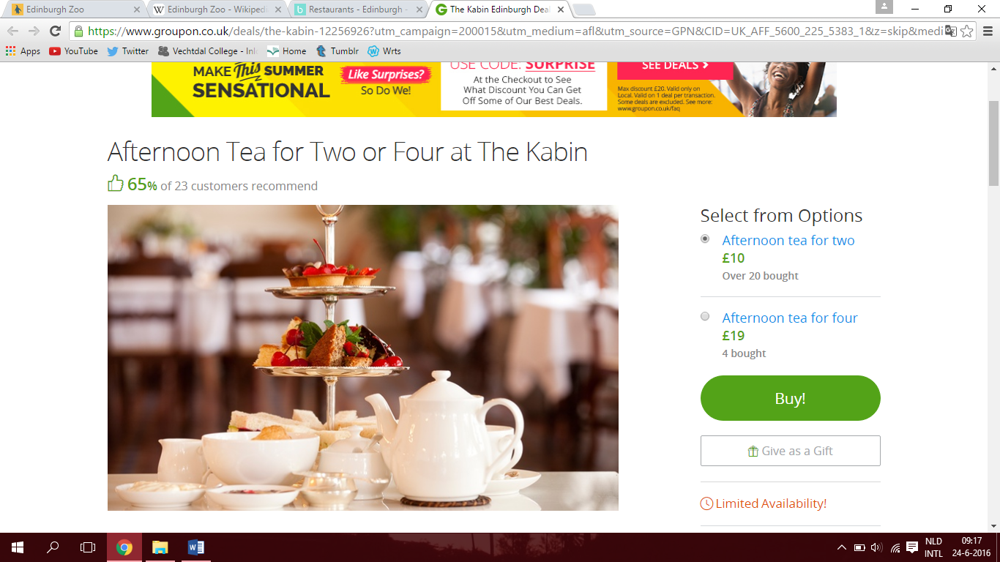 Edinburgh Zoo
Edinburgh Zoo - Wikipedi
Restaurants - Edinburgh -
The Kabin Edinburgh Dea
https://www.groupon.co.uk/deals/the-kabin-12256926?utm_campaign=200015&utm_medium=afl&utm_source=GPN&CID=UK_AFF_5600_225_5383_1&z=skip&medi
Apps YouTube Twitter Vechtdal College - Inl Home Tumblr Wrts
MAKE This SUMMER
SENSATIONAL
Like Surprises?
So Do We!
USE CODE: SURPRISE
At the Checkout to See
What Discount You Can Get
Off Some of Our Best Deals.
SEE DEALS >
Max discount £20. Valid only on
Local. Valid on 1 deal per transaction.
Some deals are excluded. See more:
www.groupon.co.uk/faq
Afternoon Tea for Two or Four at The Kabin
65% of 23 customers recommend
Select from Options
Afternoon tea for two
£10
Over 20 bought
Afternoon tea for four
£19
4 bought
Buy!
Give as a Gift
Limited Availability!
NLD
INTL
09:17
24-6-2016